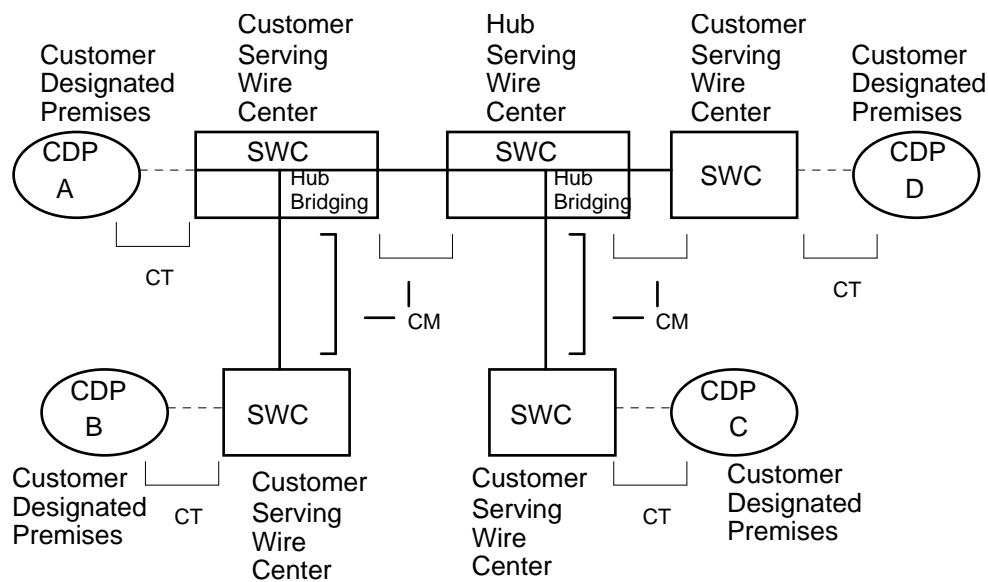 Customer
Serving
Wire
Center
Hub
Serving
Wire
Center
Customer
Serving
Wire
Center
Customer
Designated
Premises
Customer
Designated
Premises
CDP
A
SWC
Hub
Bridging
SWC
Hub
Bridging
SWC
CDP
D
CT
CM
CM
CT
CDP
B
SWC
SWC
CDP
C
Customer
Designated
Premises
CT
Customer
Serving
Wire
Center
Customer
Serving
Wire
Center
CT
Customer
Designated
Premises